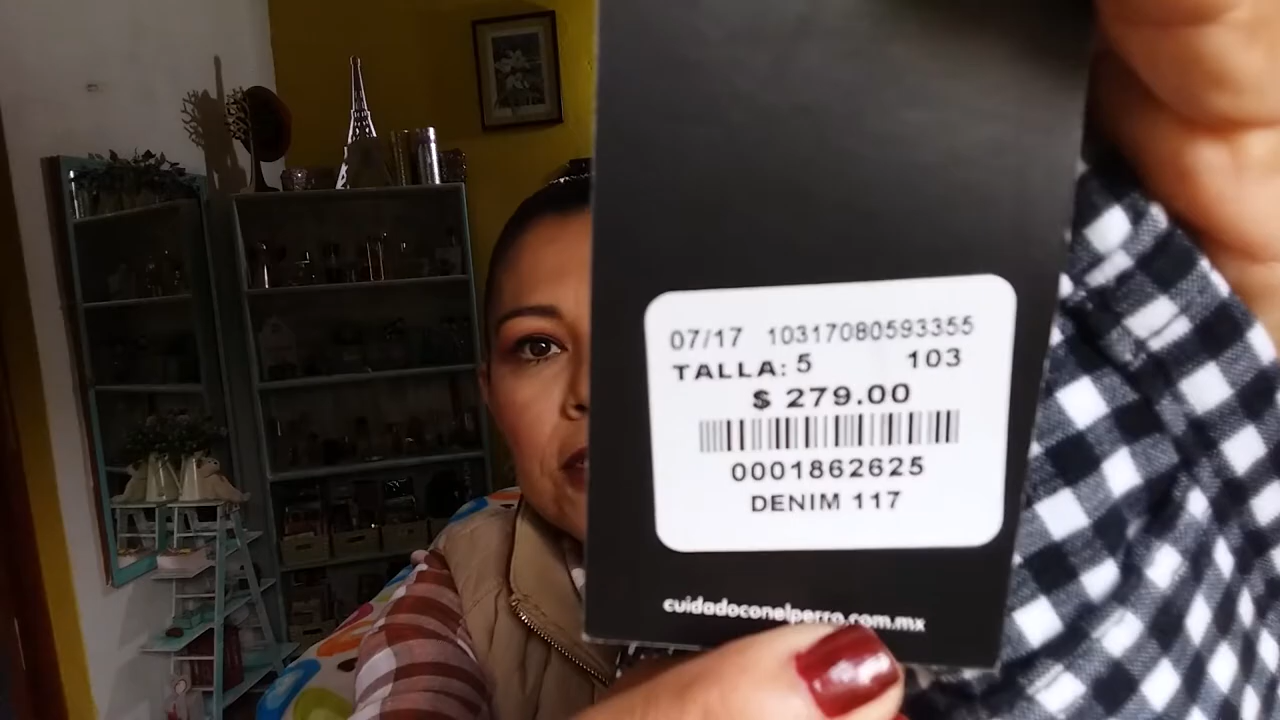 07/17 10317080593355
TALLA: 5 103
$ 279.00
0001862625
DENIM 117
cuidadoconelperro.com.mx